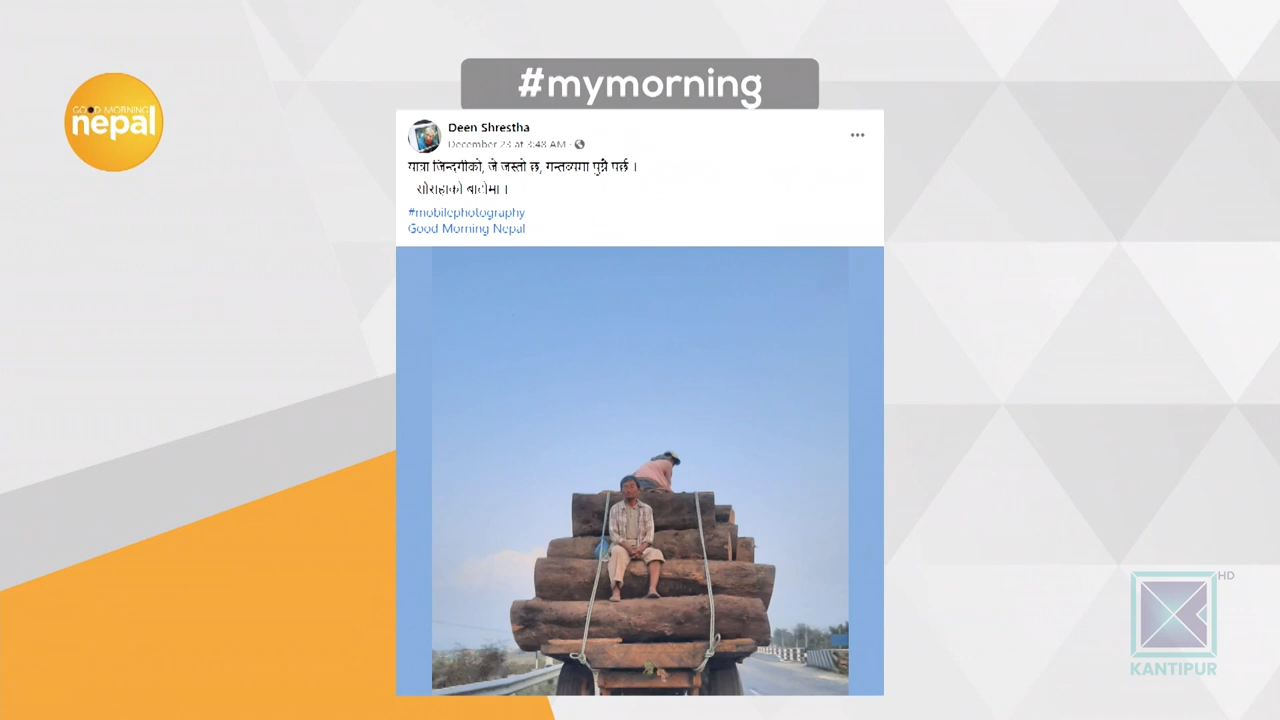 #mymorning
GOOD MORNING
nepal
Deen Shrestha
December 23 at 3:48 AM ·
यात्रा जिन्दगीको, जे जस्तो छ, गन्तव्यमा पुग्नै पर्छ ।
सौराहाको बाटोमा ।
#mobilephotography
Good Morning Nepal
HD
KANTIPUR